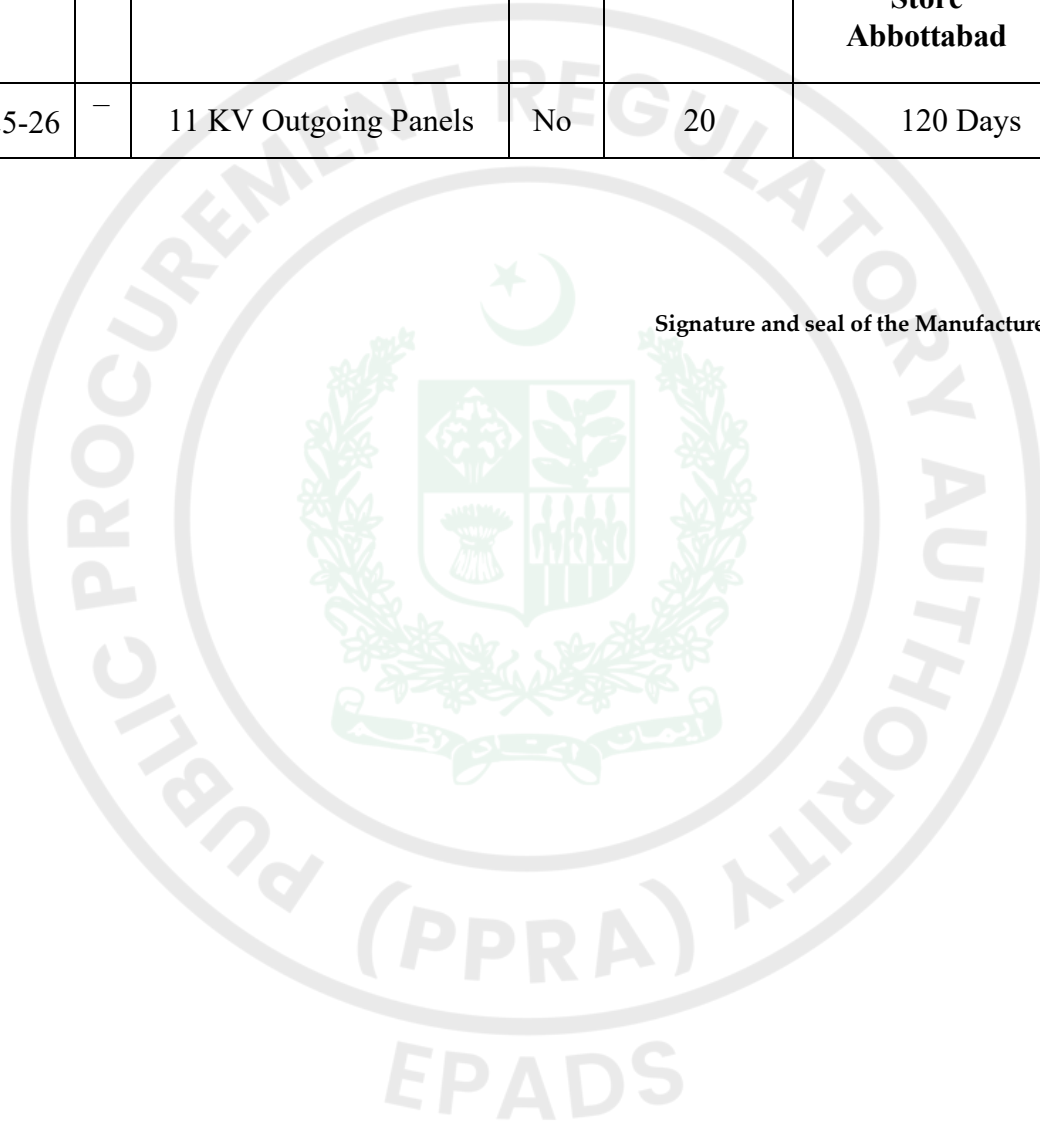 Abbottabad
5-26 – 11 KV Outgoing Panels No 20 120 Days
Signature and seal of the Manufacture
PUBLIC PROCUREMENT REGULATORY AUTHORITY
(PPRA)
EPADS